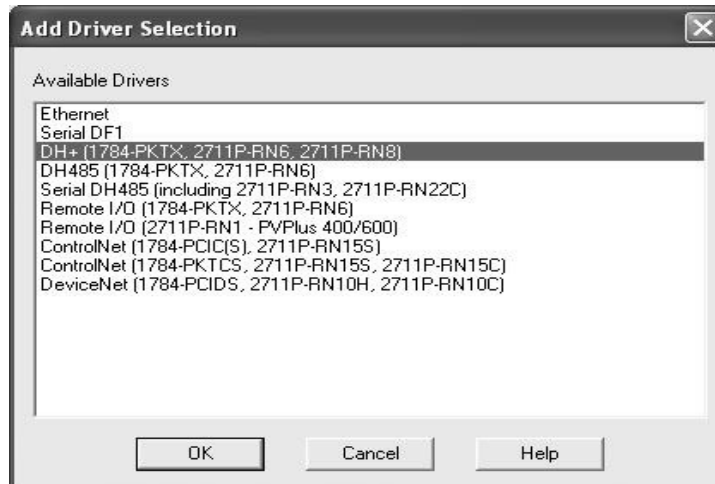 Add Driver Selection
Available Drivers
Ethernet
Serial DF1
DH+ (1784-PKTX, 2711P-RN6, 2711P-RN8)
DH485 (1784-PKTX, 2711P-RN6)
Serial DH485 (including 2711P-RN3, 2711P-RN22C)
Remote I/O (1784-PKTX, 2711P-RN6)
Remote I/O (2711P-RN1 - PVPlus 400/600)
ControlNet (1784-PCIC(S), 2711P-RN15S)
ControlNet (1784-PKTCS, 2711P-RN15S, 2711P-RN15C)
DeviceNet (1784-PCIDS, 2711P-RN10H, 2711P-RN10C)
OK Cancel Help